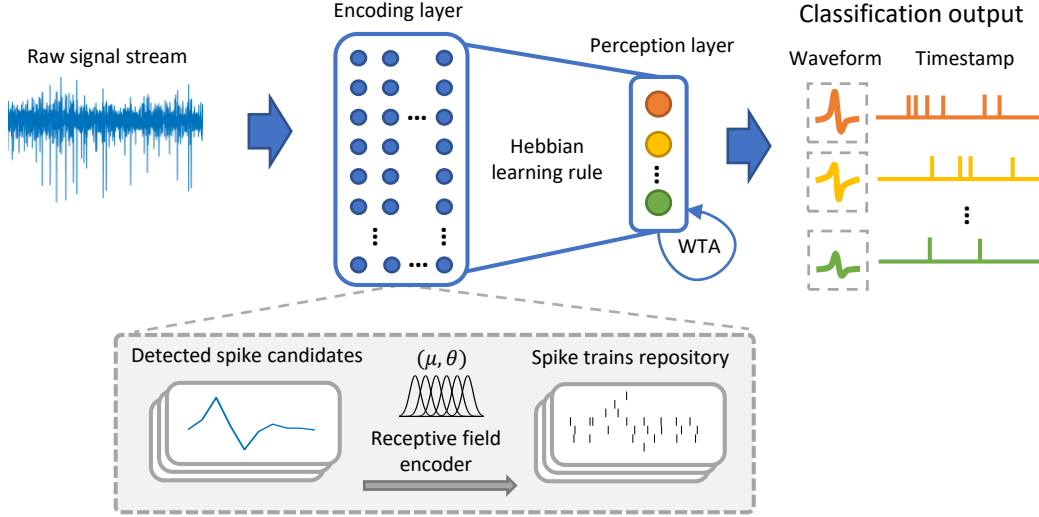 Raw signal stream
Encoding layer
Perception layer
Hebbian
learning rule
WTA
Classification output
Waveform
Timestamp
Detected spike candidates
(μ, θ)
Receptive field
encoder
Spike trains repository